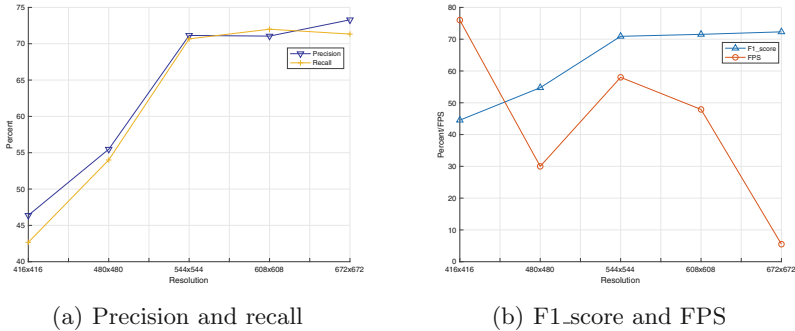 75
70
65
60
55
50
45
40
Percent
416x416 480x480 544x544 608x608 672x672
Resolution
Precision
Recall
(a) Precision and recall
80
70
60
50
40
30
20
10
0
Percent/FPS
416x416 480x480 544x544 608x608 672x672
Resolution
F1_score
FPS
(b) F1_score and FPS